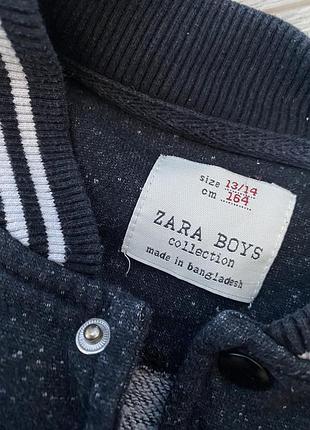 size 13/14
cm 164
ZARA BOYS
collection
made in bangladesh